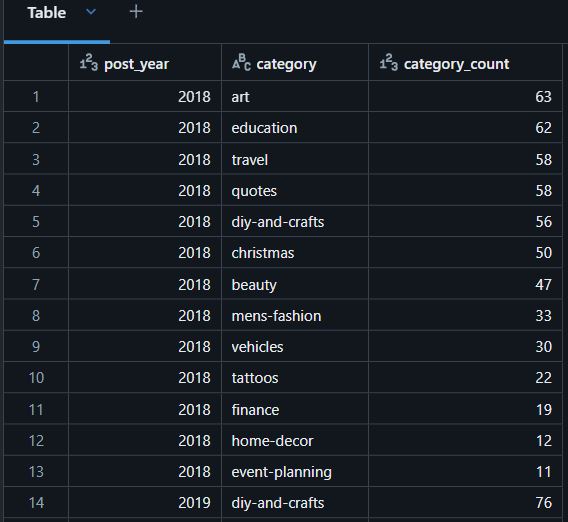 Table
post_year category category_count
1 2018 art 63
2 2018 education 62
3 2018 travel 58
4 2018 quotes 58
5 2018 diy-and-crafts 56
6 2018 christmas 50
7 2018 beauty 47
8 2018 mens-fashion 33
9 2018 vehicles 30
10 2018 tattoos 22
11 2018 finance 19
12 2018 home-decor 12
13 2018 event-planning 11
14 2019 diy-and-crafts 76